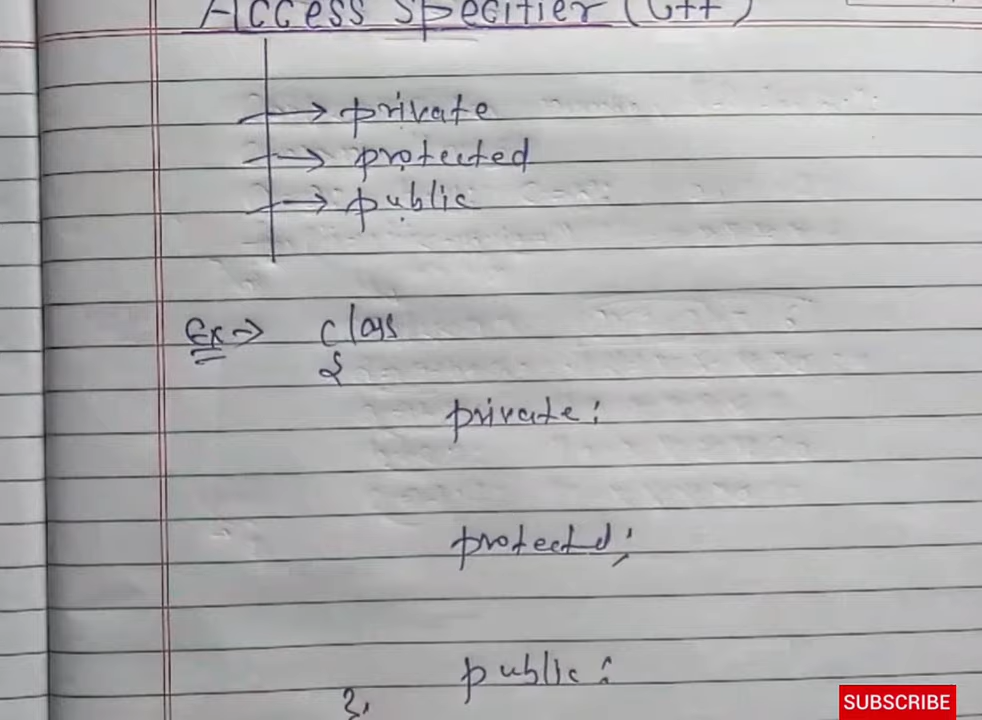 Access Specifier (C++)
→ private
→ protected
→ public
Ex → class
{
private:
protected;
public:
};
SUBSCRIBE